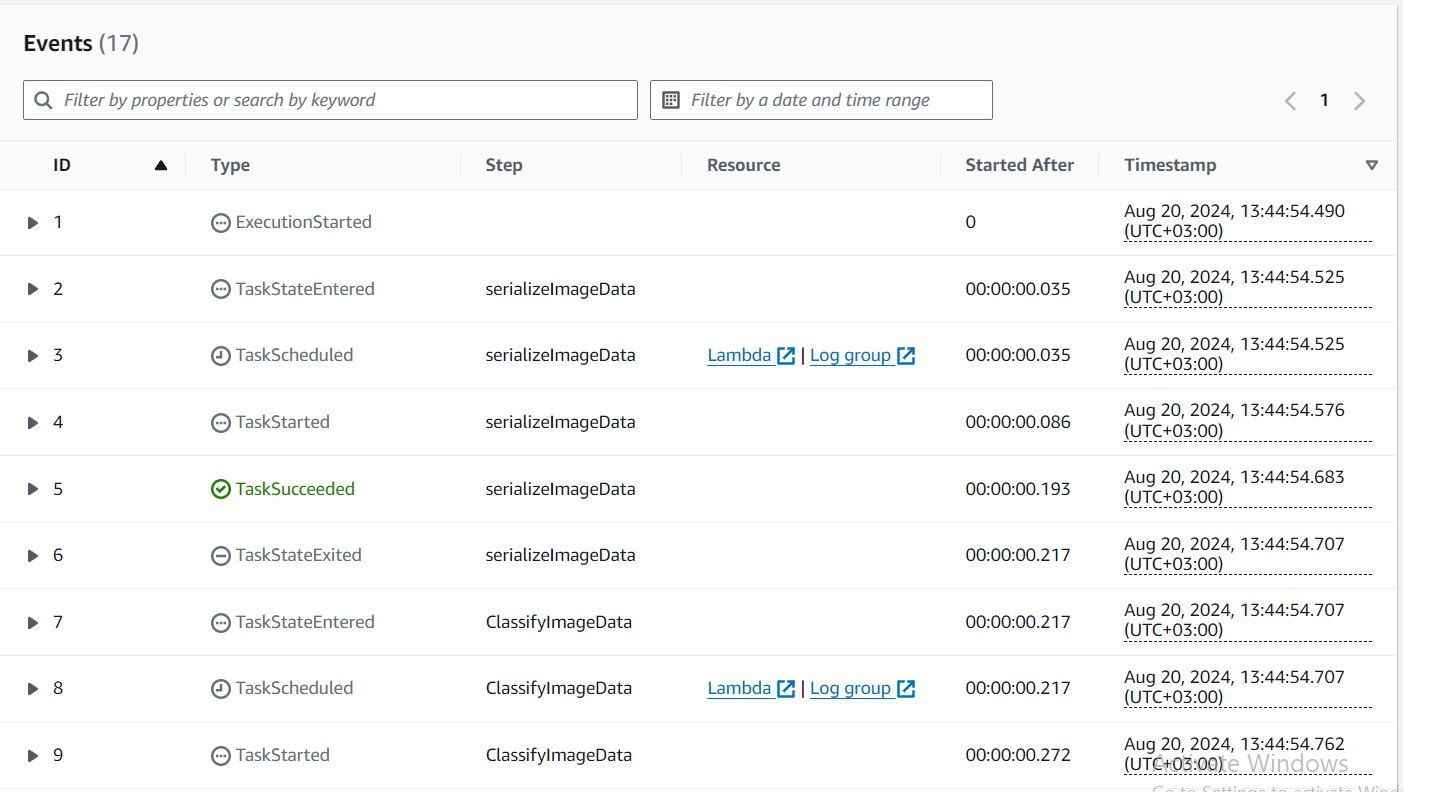 Events (17)
Filter by properties or search by keyword
Filter by a date and time range
1
ID Type Step Resource Started After Timestamp
1 ExecutionStarted 0 Aug 20, 2024, 13:44:54.490
(UTC+03:00)
2 TaskStateEntered serializeImageData 00:00:00.035 Aug 20, 2024, 13:44:54.525
(UTC+03:00)
3 TaskScheduled serializeImageData Lambda | Log group 00:00:00.035 Aug 20, 2024, 13:44:54.525
(UTC+03:00)
4 TaskStarted serializeImageData 00:00:00.086 Aug 20, 2024, 13:44:54.576
(UTC+03:00)
5 TaskSucceeded serializeImageData 00:00:00.193 Aug 20, 2024, 13:44:54.683
(UTC+03:00)
6 TaskStateExited serializeImageData 00:00:00.217 Aug 20, 2024, 13:44:54.707
(UTC+03:00)
7 TaskStateEntered ClassifyImageData 00:00:00.217 Aug 20, 2024, 13:44:54.707
(UTC+03:00)
8 TaskScheduled ClassifyImageData Lambda | Log group 00:00:00.217 Aug 20, 2024, 13:44:54.707
(UTC+03:00)
9 TaskStarted ClassifyImageData 00:00:00.272 Aug 20, 2024, 13:44:54.762
(UTC+03:00)
Activate Windows
Go to Settings to activate